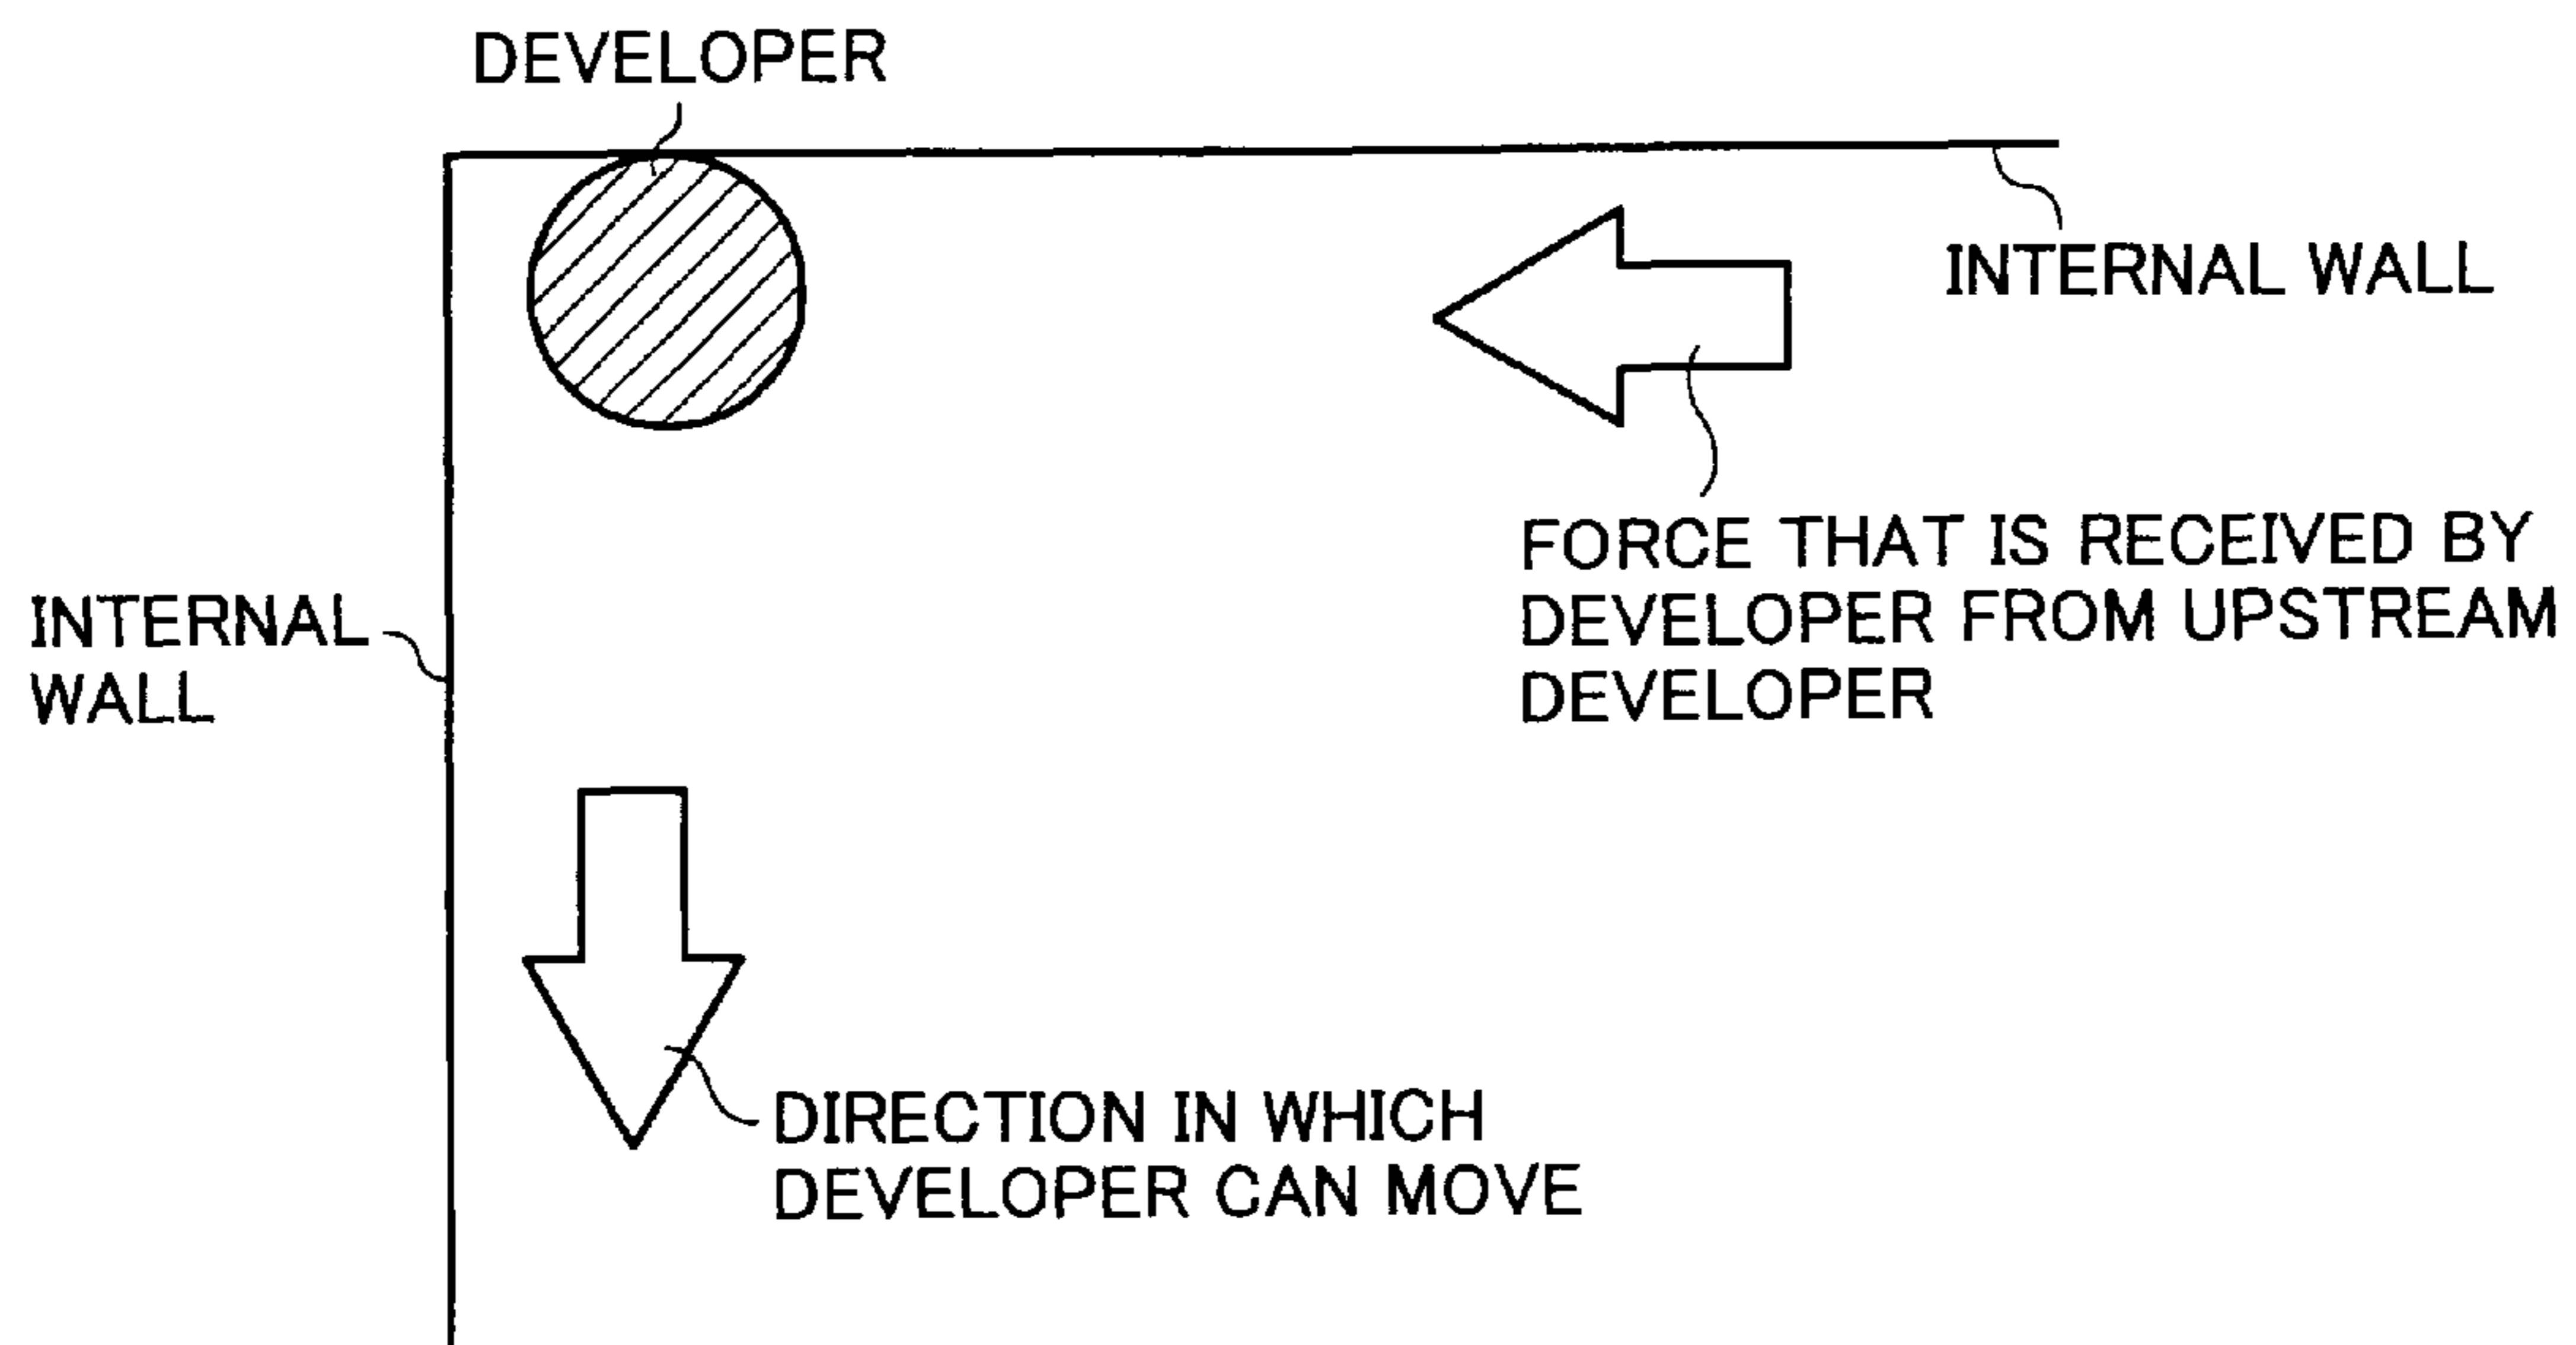 DEVELOPER
INTERNAL WALL
FORCE THAT IS RECEIVED BY
DEVELOPER FROM UPSTREAM
DEVELOPER
INTERNAL
WALL
DIRECTION IN WHICH
DEVELOPER CAN MOVE